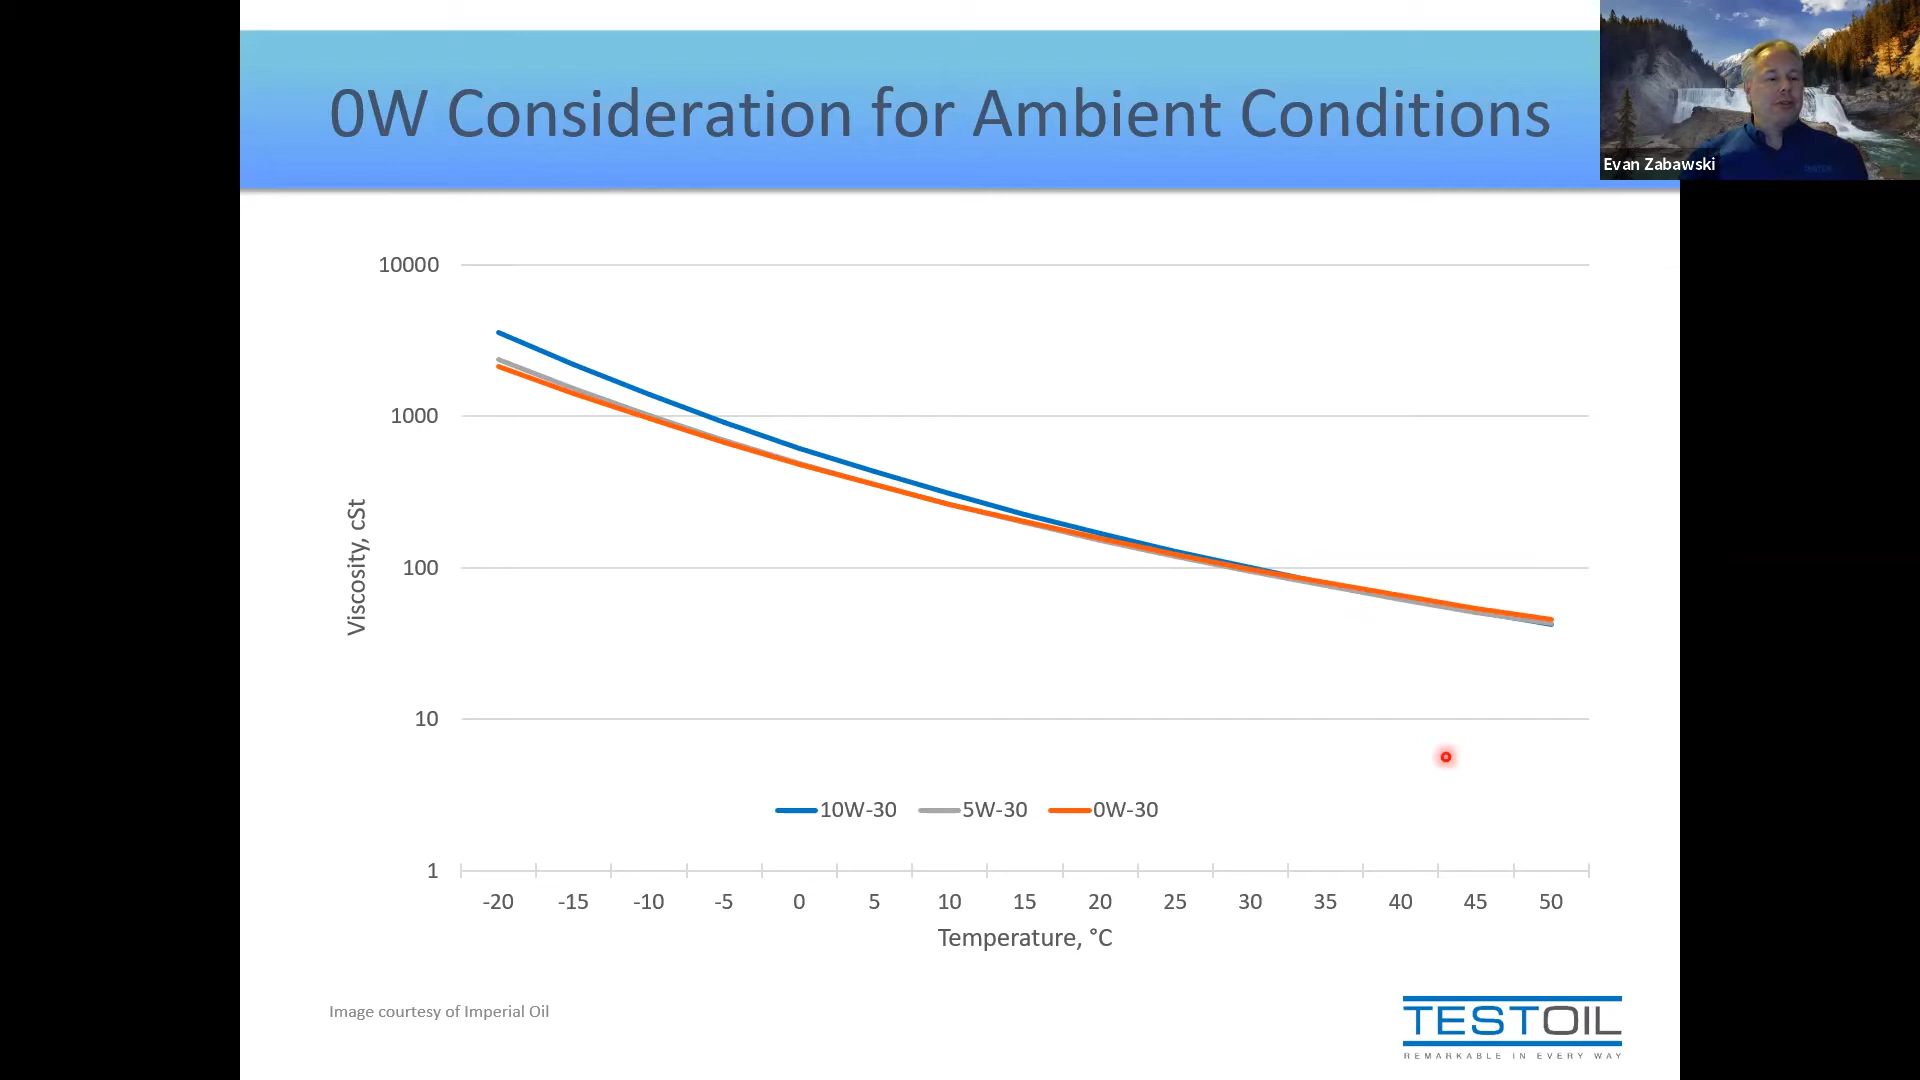 0W Consideration for Ambient Conditions
Evan Zabawski
10000
1000
100
10
1
Viscosity, cSt
10W-30 5W-30 0W-30
-20 -15 -10 -5 0 5 10 15 20 25 30 35 40 45 50
Temperature, °C
Image courtesy of Imperial Oil
TESTOIL
REMARKABLE IN EVERY WAY